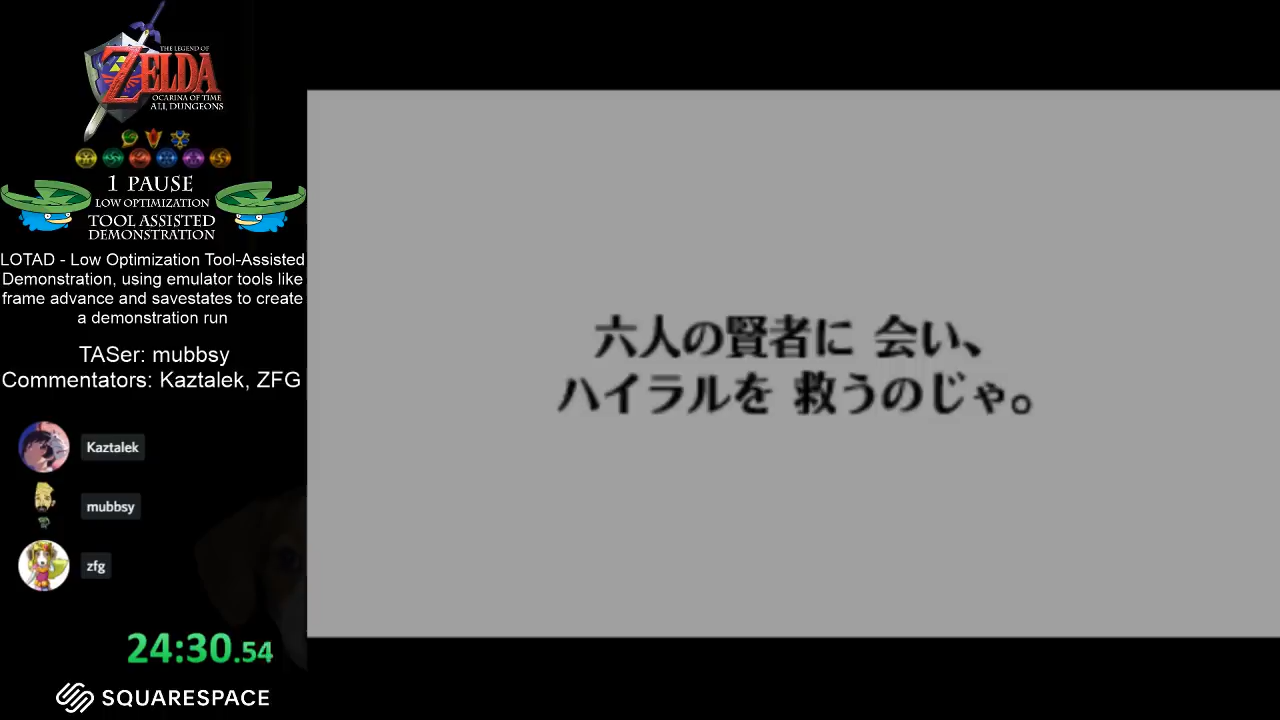 THE LEGEND OF
ZELDA
OCARINA OF TIME
ALL DUNGEONS
1 PAUSE
LOW OPTIMIZATION
TOOL ASSISTED
DEMONSTRATION
LOTAD - Low Optimization Tool-Assisted
Demonstration, using emulator tools like
frame advance and savestates to create
a demonstration run
TASer: mubbsy
Commentators: Kaztalek, ZFG
Kaztalek
mubbsy
zfg
24:30.54
SQUARESPACE
六人の賢者に 会い、
ハイラルを 救うのじゃ。